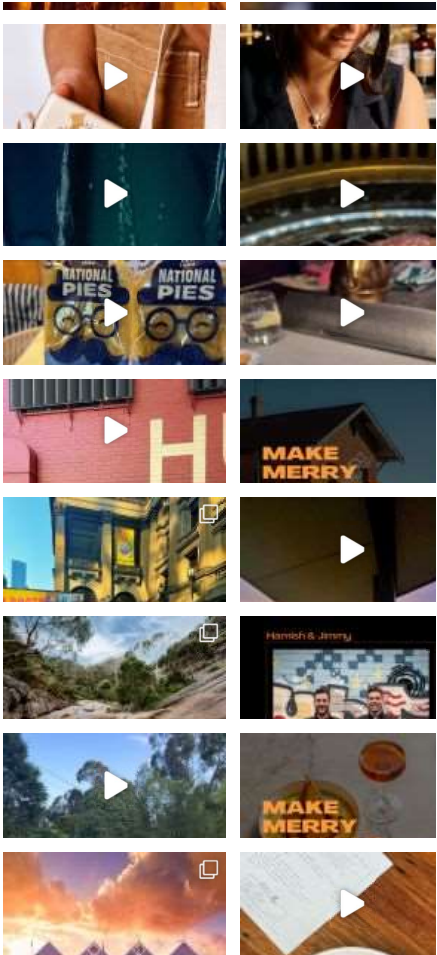 NATIONAL
PIES
NATIONAL
PIES
H
MAKE
MERRY
Hamish & Jimmy
MAKE
MERRY